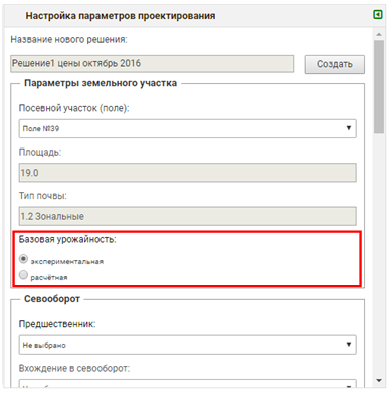 Настройка параметров проектирования
Название нового решения:
Решение1 цены октябрь 2016
Создать
Параметры земельного участка
Посевной участок (поле):
Поле №39
Площадь:
19.0
Тип почвы:
1.2 Зональные
Базовая урожайность:
экспериментальная
расчётная
Севооборот
Предшественник:
Не выбрано
Вхождение в севооборот: